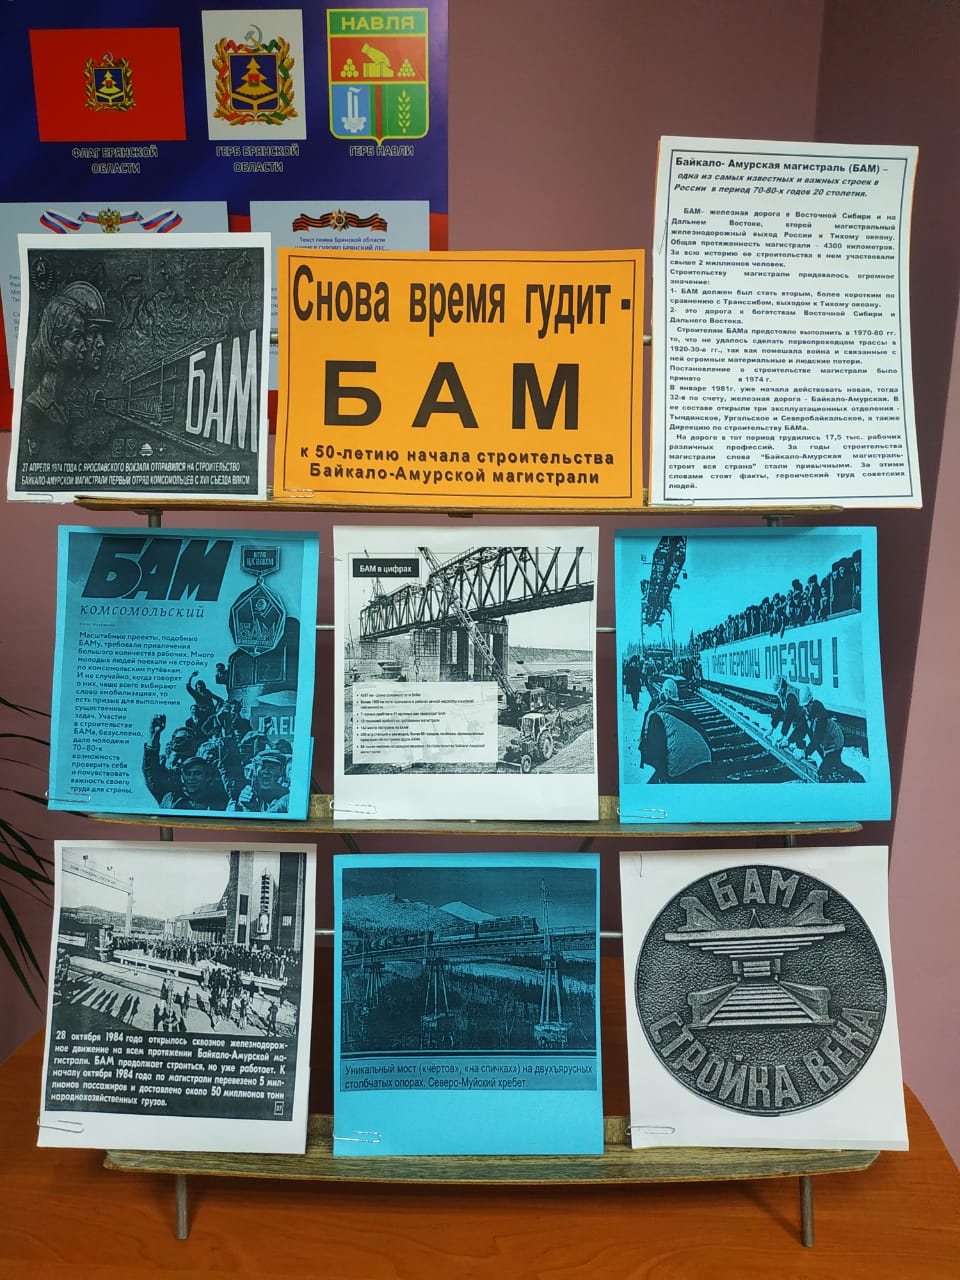 НАВЛЯ
ФЛАГ БРЯНСКОЙ
ОБЛАСТИ
ГЕРБ БРЯНСКОЙ
ОБЛАСТИ
ГЕРБ НАВЛИ
Текст гимна Брянской области
БАМ
27 АПРЕЛЯ 1974 ГОДА С ЯРОСЛАВСКОГО ВОКЗАЛА ОТПРАВИЛСЯ НА СТРОИТЕЛЬСТВО
БАЙКАЛО-АМУРСКОЙ МАГИСТРАЛИ ПЕРВЫЙ ОТРЯД КОМСОМОЛЬЦЕВ С XVII СЪЕЗДА ВЛКСМ
Снова время гудит -
БАМ
к 50-летию начала строительства
Байкало-Амурской магистрали
Байкало- Амурская магистраль (БАМ) –
одна из самых известных и важных строек в
России в период 70-80-х годов 20 столетия.
БАМ– железная дорога в Восточной Сибири и на
Дальнем Востоке, второй магистральный
железнодорожный выход России к Тихому океану.
Общая протяженность магистрали – 4300 километров.
За всю историю ее строительства в нем участвовали
свыше 2 миллионов человек.
Строительству магистрали придавалось огромное
значение:
1- БАМ должен был стать вторым, более коротким по
сравнению с Транссибом, выходом к Тихому океану.
2- это дорога к богатствам Восточной Сибири и
Дальнего Востока.
Строителям БАМа предстояло выполнить в 1970-80 гг.
то, что не удалось сделать первопроходцам трассы в
1920-30-е гг., так как помешала война и связанные с
ней огромные материальные и людские потери.
Постановление о строительстве магистрали было
принято в 1974 г.
В январе 1981г. уже начала действовать новая, тогда
32-я по счету, железная дорога - Байкало-Амурская. В
ее составе открыли три эксплуатационных отделения -
Тындинское, Ургальское и Северобайкальское, а также
Дирекцию по строительству БАМа.
На дороге в тот период трудились 17,5 тыс. рабочих
различных профессий. За годы строительства
магистрали слова “Байкало-Амурская магистраль-
строит вся страна” стали привычными. За этими
словами стоят факты, героический труд советских
людей.
БАМ
комсомольский
Масштабные проекты, подобные
БАМу, требовали привлечения
большого количества рабочих. Много
молодых людей поехали на стройку
по комсомольским путёвкам.
И не случайно, когда говорят
о них, чаще всего выбирают
слово «мобилизация», то
есть призыв для выполнения
существенных
задач. Участие
в строительстве
БАМа, безусловно,
дало молодежи
70–80-х
возможность
проверить себя
и почувствовать
важность своего
труда для страны.
БАМ в цифрах
ПРИВЕТ ПЕРВОМУ ПОЕЗДУ!
28 октября 1984 года открылось сквозное железнодорож-
ное движение на всем протяжении Байкало-Амурской ма-
гистрали. БАМ продолжает строиться, но уже работает. К
началу октября 1984 года по магистрали перевезено 5 мил-
лионов пассажиров и доставлено около 50 миллионов тонн
народнохозяйственных грузов.
Уникальный мост («чёртов», «на спичках») на двухъярусных
столбчатых опорах. Северо-Муйский хребет.
БАМ
СТРОЙКА ВЕКА